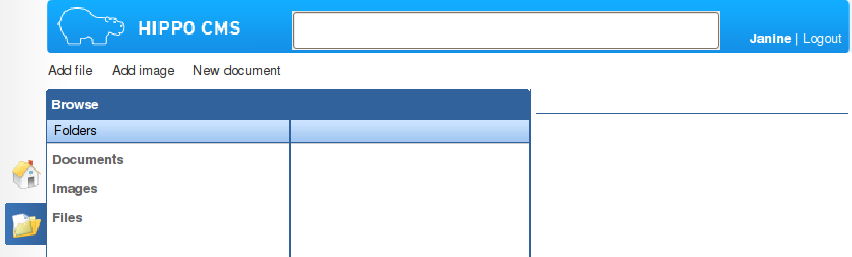 HIPPO CMS
Janine | Logout
Add file Add image New document
Browse
Folders
Documents
Images
Files